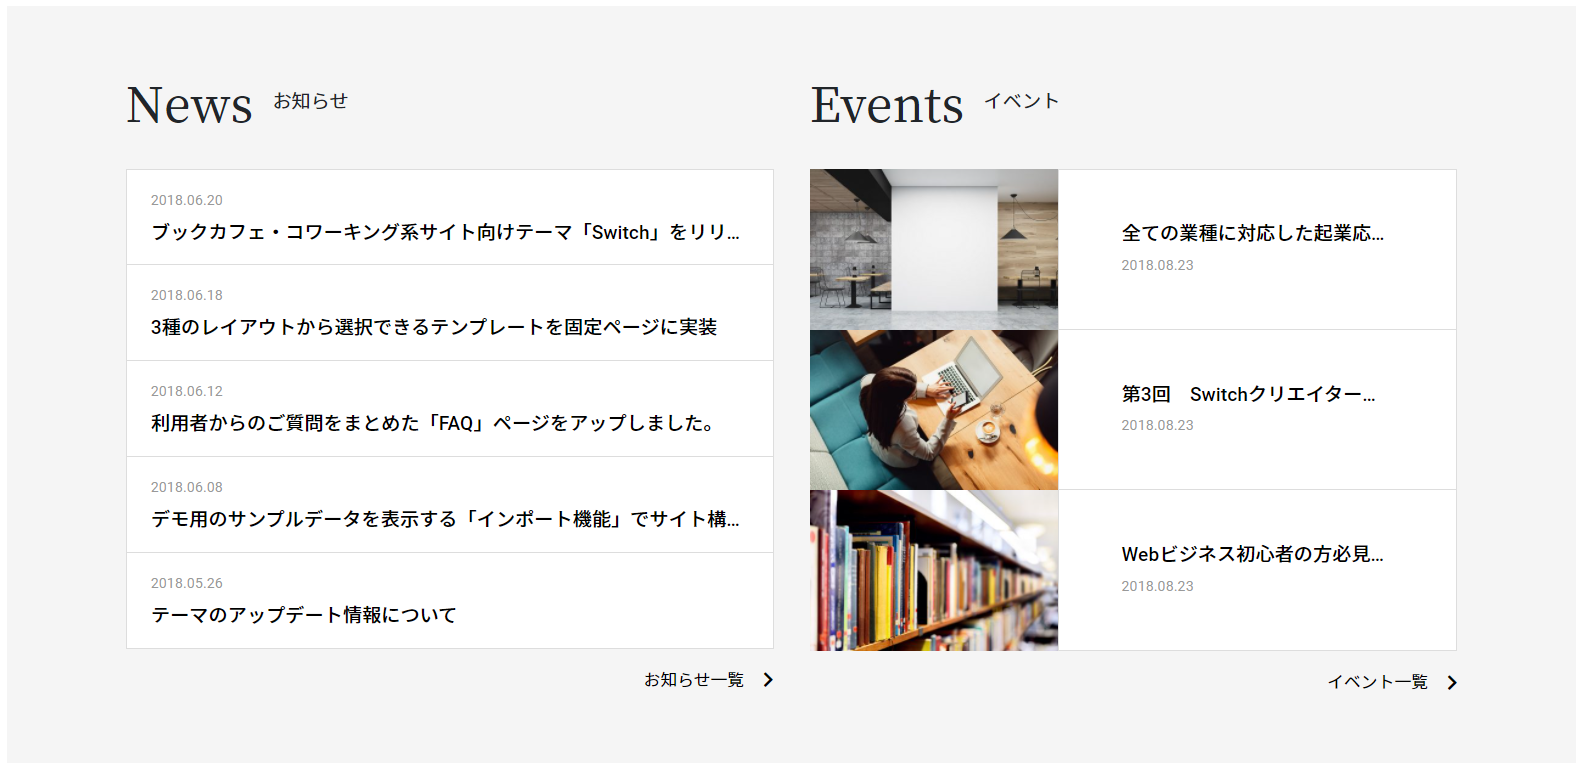 News お知らせ
2018.06.20
ブックカフェ・コワーキング系サイト向けテーマ「Switch」をリリ...
2018.06.18
3種のレイアウトから選択できるテンプレートを固定ページに実装
2018.06.12
利用者からのご質問をまとめた「FAQ」ページをアップしました。
2018.06.08
デモ用のサンプルデータを表示する「インポート機能」でサイト構...
2018.05.26
テーマのアップデート情報について
お知らせ一覧
Events イベント
全ての業種に対応した起業応...
2018.08.23
第3回　Switchクリエイター...
2018.08.23
Webビジネス初心者の方必見...
2018.08.23
イベント一覧